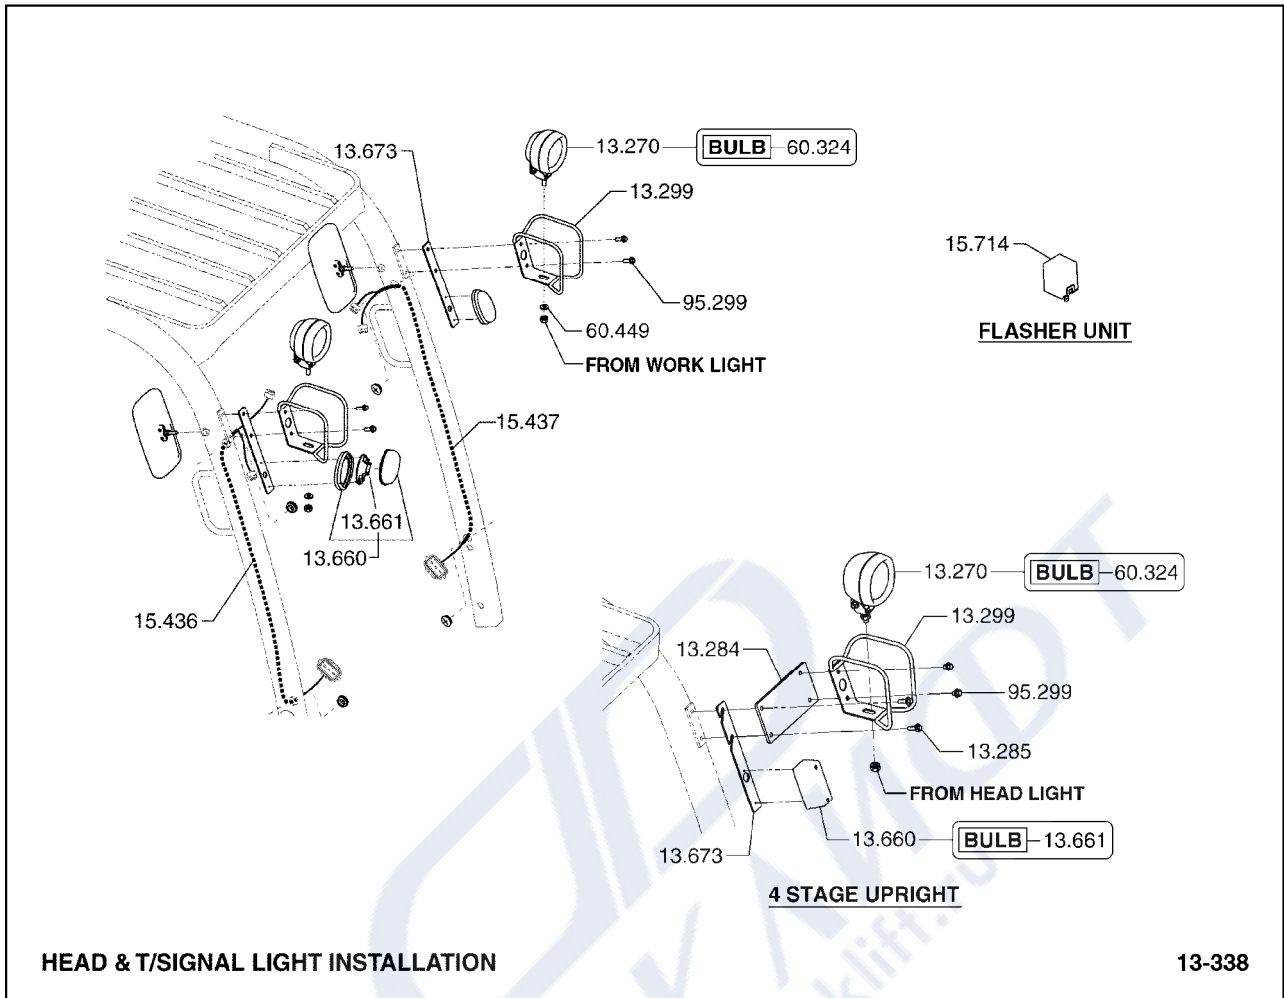 13.673
13.270 BULB 60.324
13.299
15.714
95.299
60.449
FLASHER UNIT
FROM WORK LIGHT
15.437
13.661
13.660
15.436
13.270 BULB 60.324
13.299
13.284
95.299
13.285
FROM HEAD LIGHT
13.660 BULB 13.661
13.673
4 STAGE UPRIGHT
HEAD & T/SIGNAL LIGHT INSTALLATION
13-338